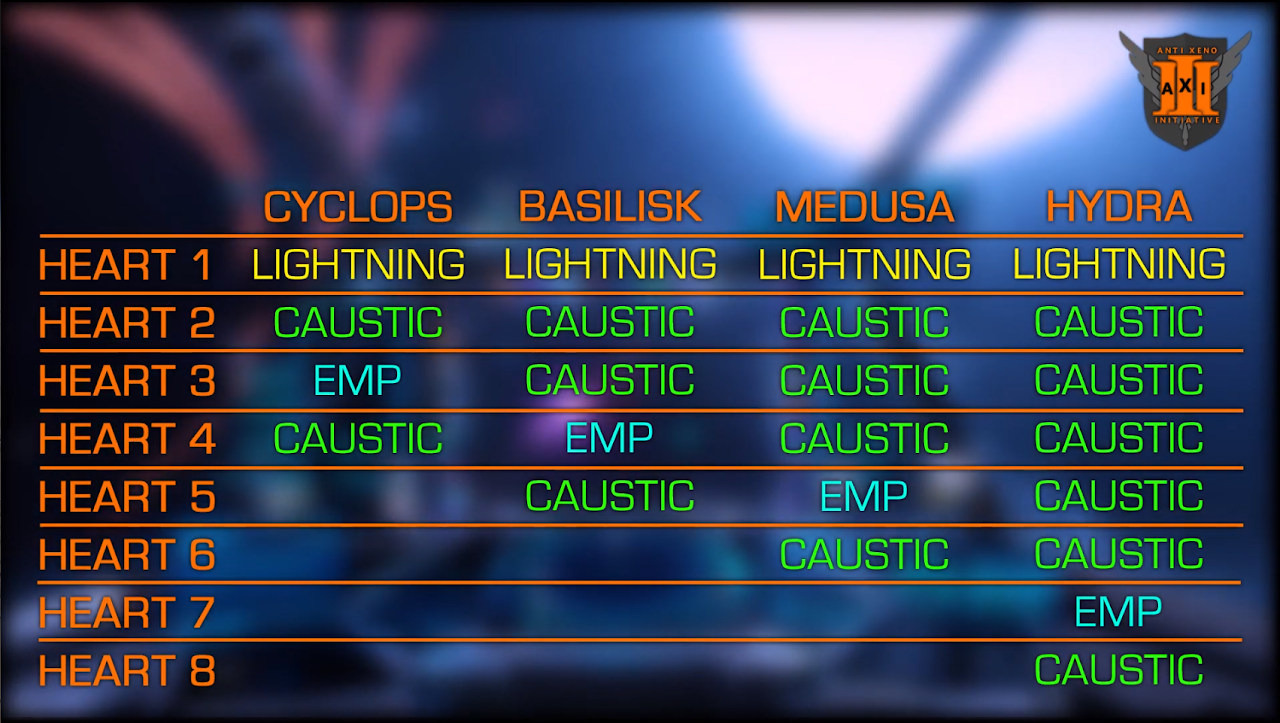 ANTI XENO
AXI
INITIATIVE
CYCLOPS BASILISK MEDUSA HYDRA
HEART 1 LIGHTNING LIGHTNING LIGHTNING LIGHTNING
HEART 2 CAUSTIC CAUSTIC CAUSTIC CAUSTIC
HEART 3 EMP CAUSTIC CAUSTIC CAUSTIC
HEART 4 CAUSTIC EMP CAUSTIC CAUSTIC
HEART 5 CAUSTIC EMP CAUSTIC
HEART 6 CAUSTIC CAUSTIC
HEART 7 EMP
HEART 8 CAUSTIC